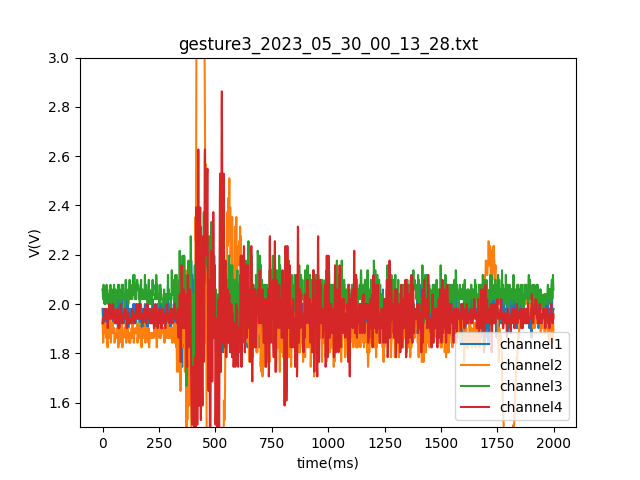 gesture3_2023_05_30_00_13_28.txt
3.0
2.8
2.6
2.4
2.2
2.0
1.8
1.6
V(V)
0 250 500 750 1000 1250 1500 1750 2000
time(ms)
channel1
channel2
channel3
channel4